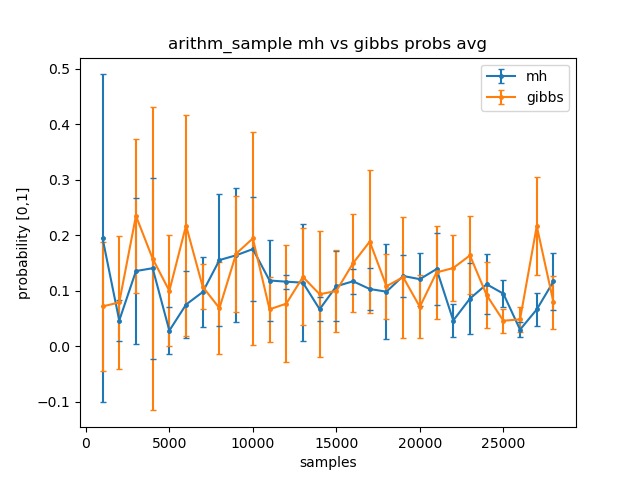 arithm_sample mh vs gibbs probs avg
mh
gibbs
probability [0,1]
0.5
0.4
0.3
0.2
0.1
0.0
−0.1
0
5000
10000
15000
20000
25000
samples